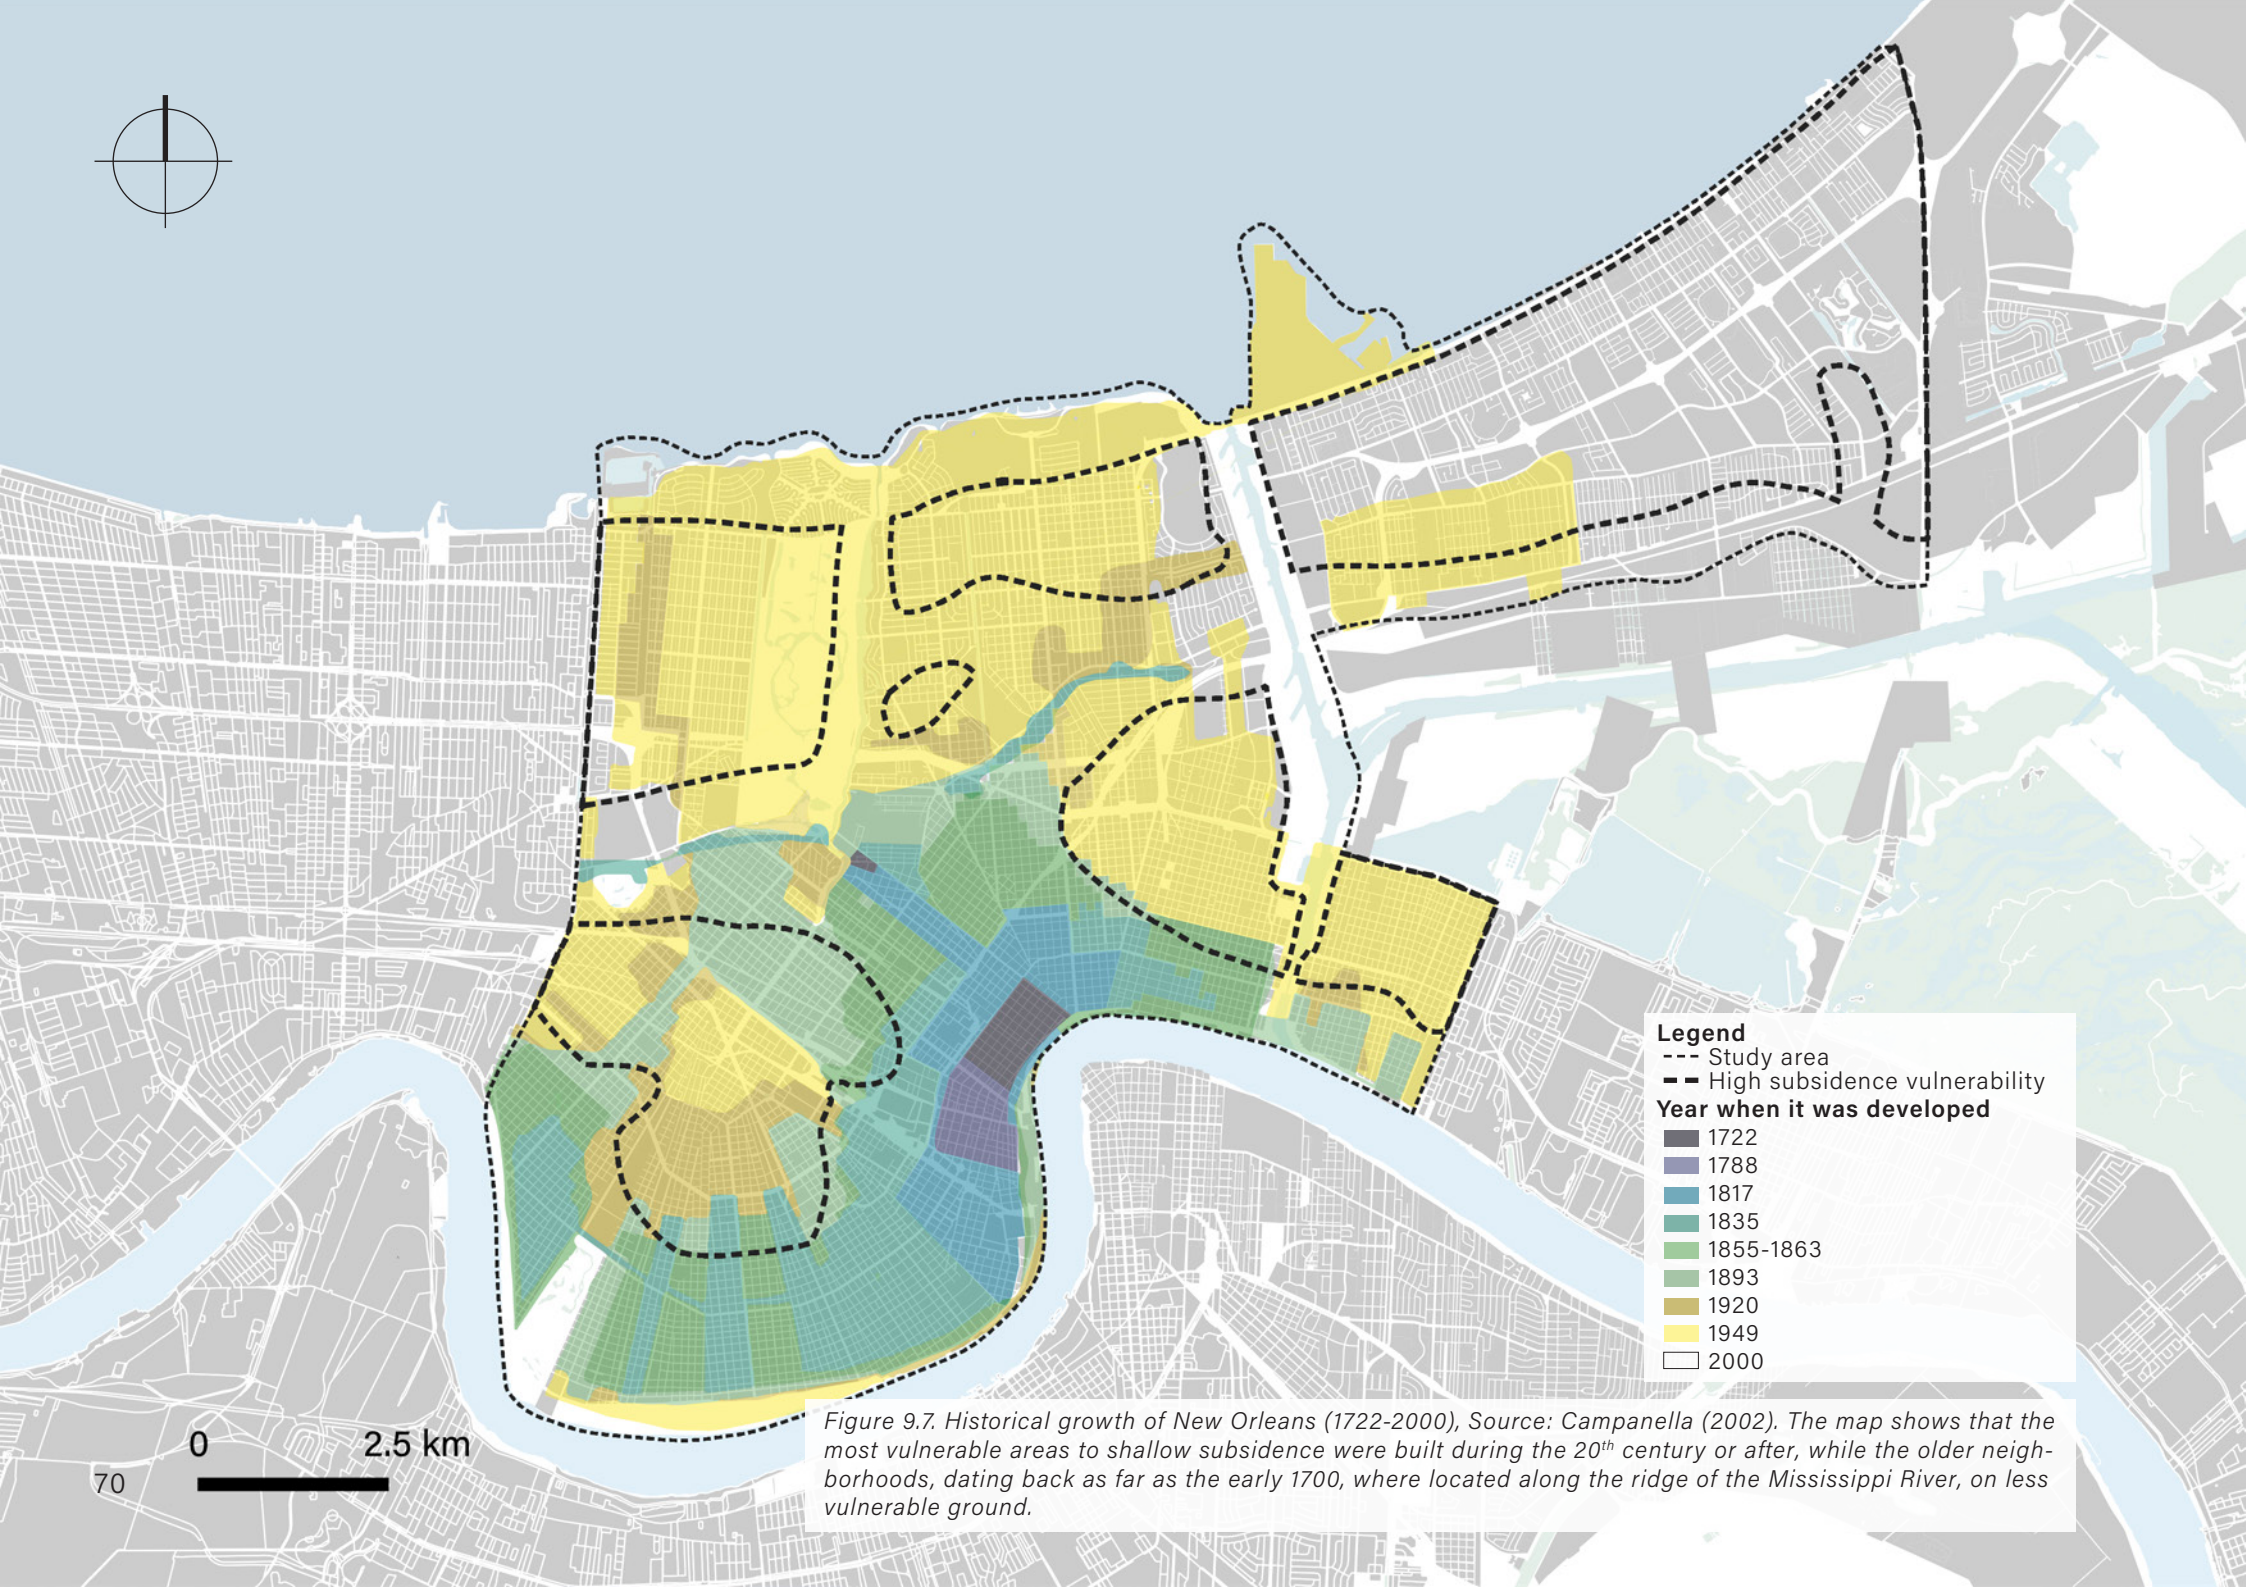 Legend
Study area
High subsidence vulnerability
Year when it was developed
1722
1788
1817
1835
1855-1863
1893
1920
1949
2000
0 2.5 km
70
Figure 9.7. Historical growth of New Orleans (1722-2000), Source: Campanella (2002). The map shows that the
most vulnerable areas to shallow subsidence were built during the 20th century or after, while the older neigh-
borhoods, dating back as far as the early 1700, where located along the ridge of the Mississippi River, on less
vulnerable ground.